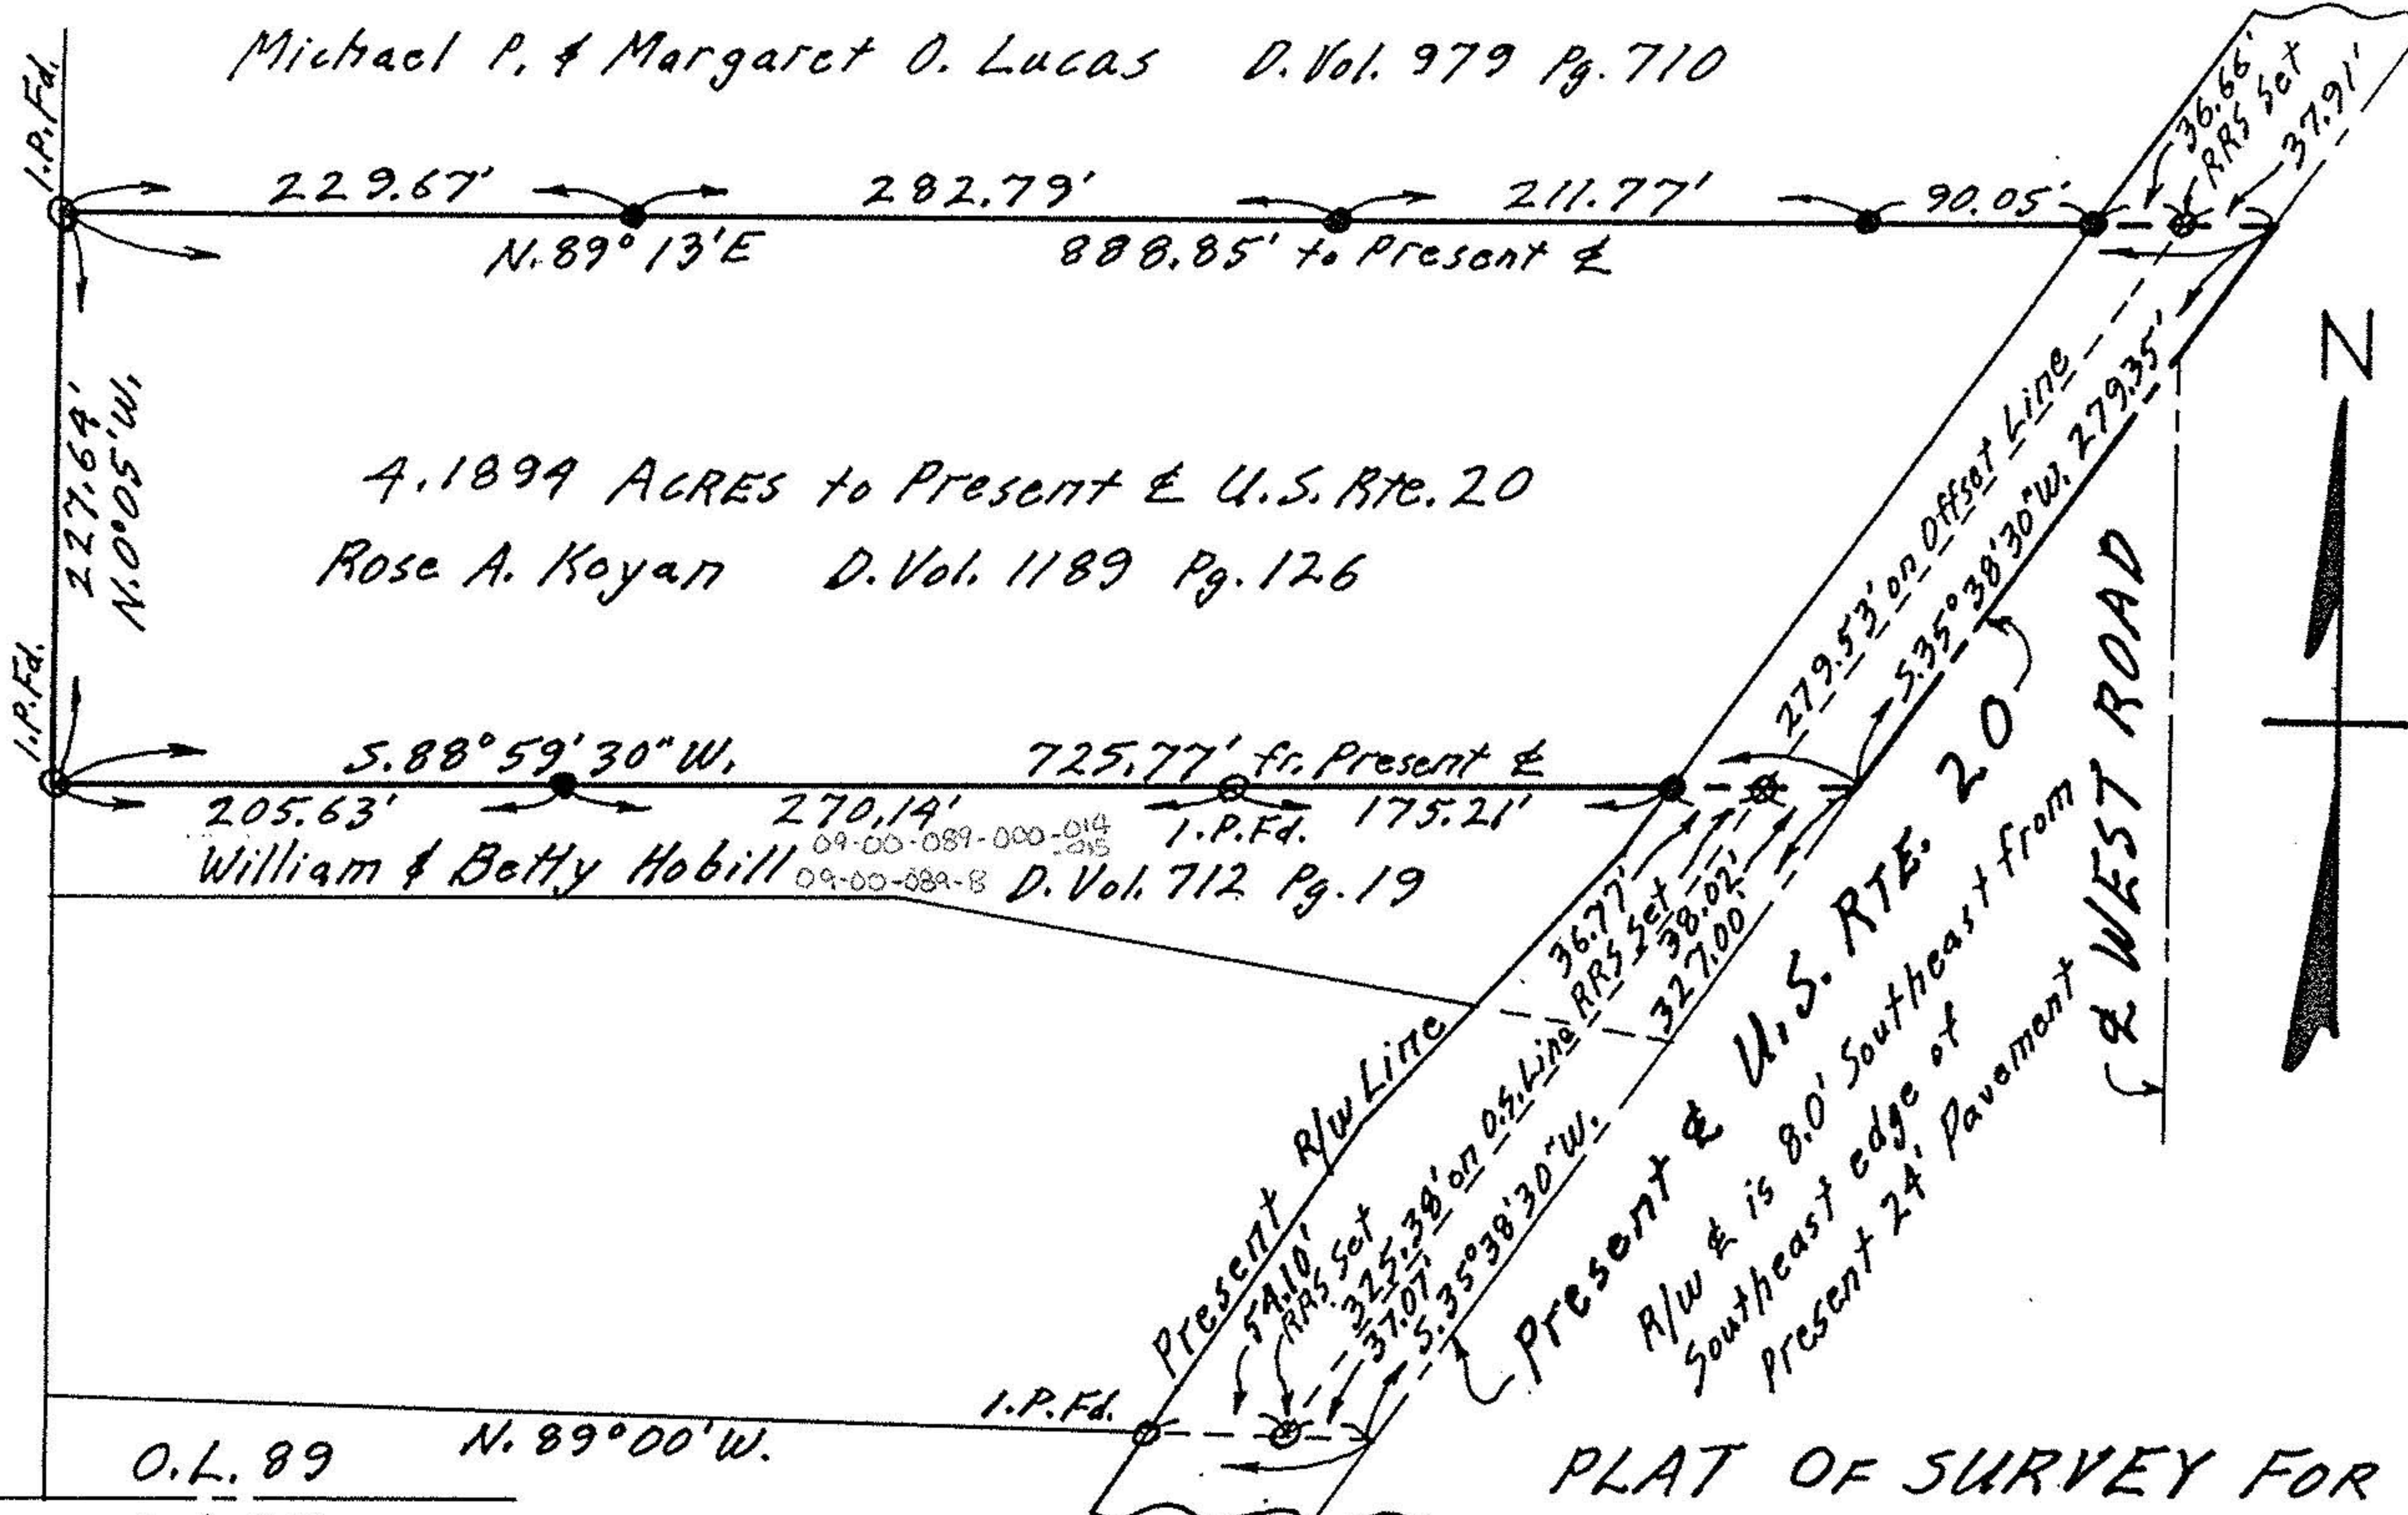 Michael P. & Margaret O. Lucas D. Vol. 979 Pg. 710
I.P. Fd.
36.66'
RRS Set
37.91'
229.67'
282.79'
211.77'
90.05'
N. 89° 13' E
888.85' to Present ℄
227.64'
N. 0° 05' W.
4.1894 ACRES to Present ℄ U.S. Rte. 20
Rose A. Koyan D. Vol. 1189 Pg. 126
279.53' on Offset Line
S. 35° 38' 30" W. 279.35'
N
I.P. Fd.
S. 88° 59' 30" W.
725.77' fr. Present ℄
205.63'
270.14'
I.P. Fd.
175.21'
09-00-089-000-014
-015
William & Betty Hobill
09-00-089-B
D. Vol. 712 Pg. 19
36.77'
RRS Set
38.02'
327.00'
℄ WEST ROAD
Present R/W Line
54.10'
RRS Set
325.38' on O.S. Line
37.07'
S. 35° 38' 30" W.
Present ℄ U.S. RTE. 20
R/W ℄ is 8.0' Southeast from
Southeast edge of
present 24' Pavement
I.P. Fd.
N. 89° 00' W.
O.L. 89
PLAT OF SURVEY FOR